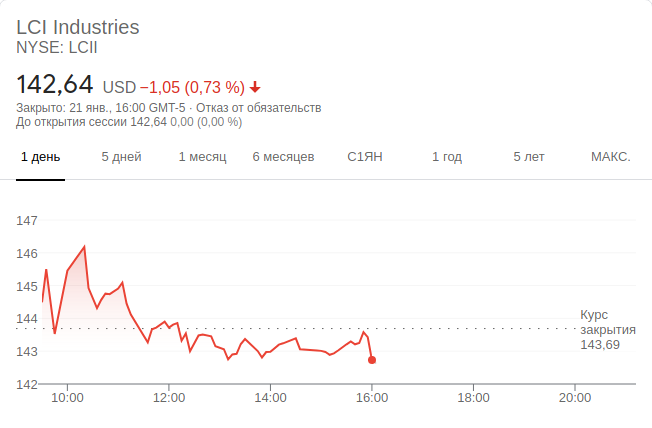 LCI Industries
NYSE: LCII
142,64 USD −1,05 (0,73 %)
Закрыто: 21 янв., 16:00 GMT-5 · Отказ от обязательств
До открытия сессии 142,64 0,00 (0,00 %)
1 день 5 дней 1 месяц 6 месяцев С1ЯН 1 год 5 лет МАКС.
147
146
145
144
143
142
Курс
закрытия
143,69
10:00 12:00 14:00 16:00 18:00 20:00